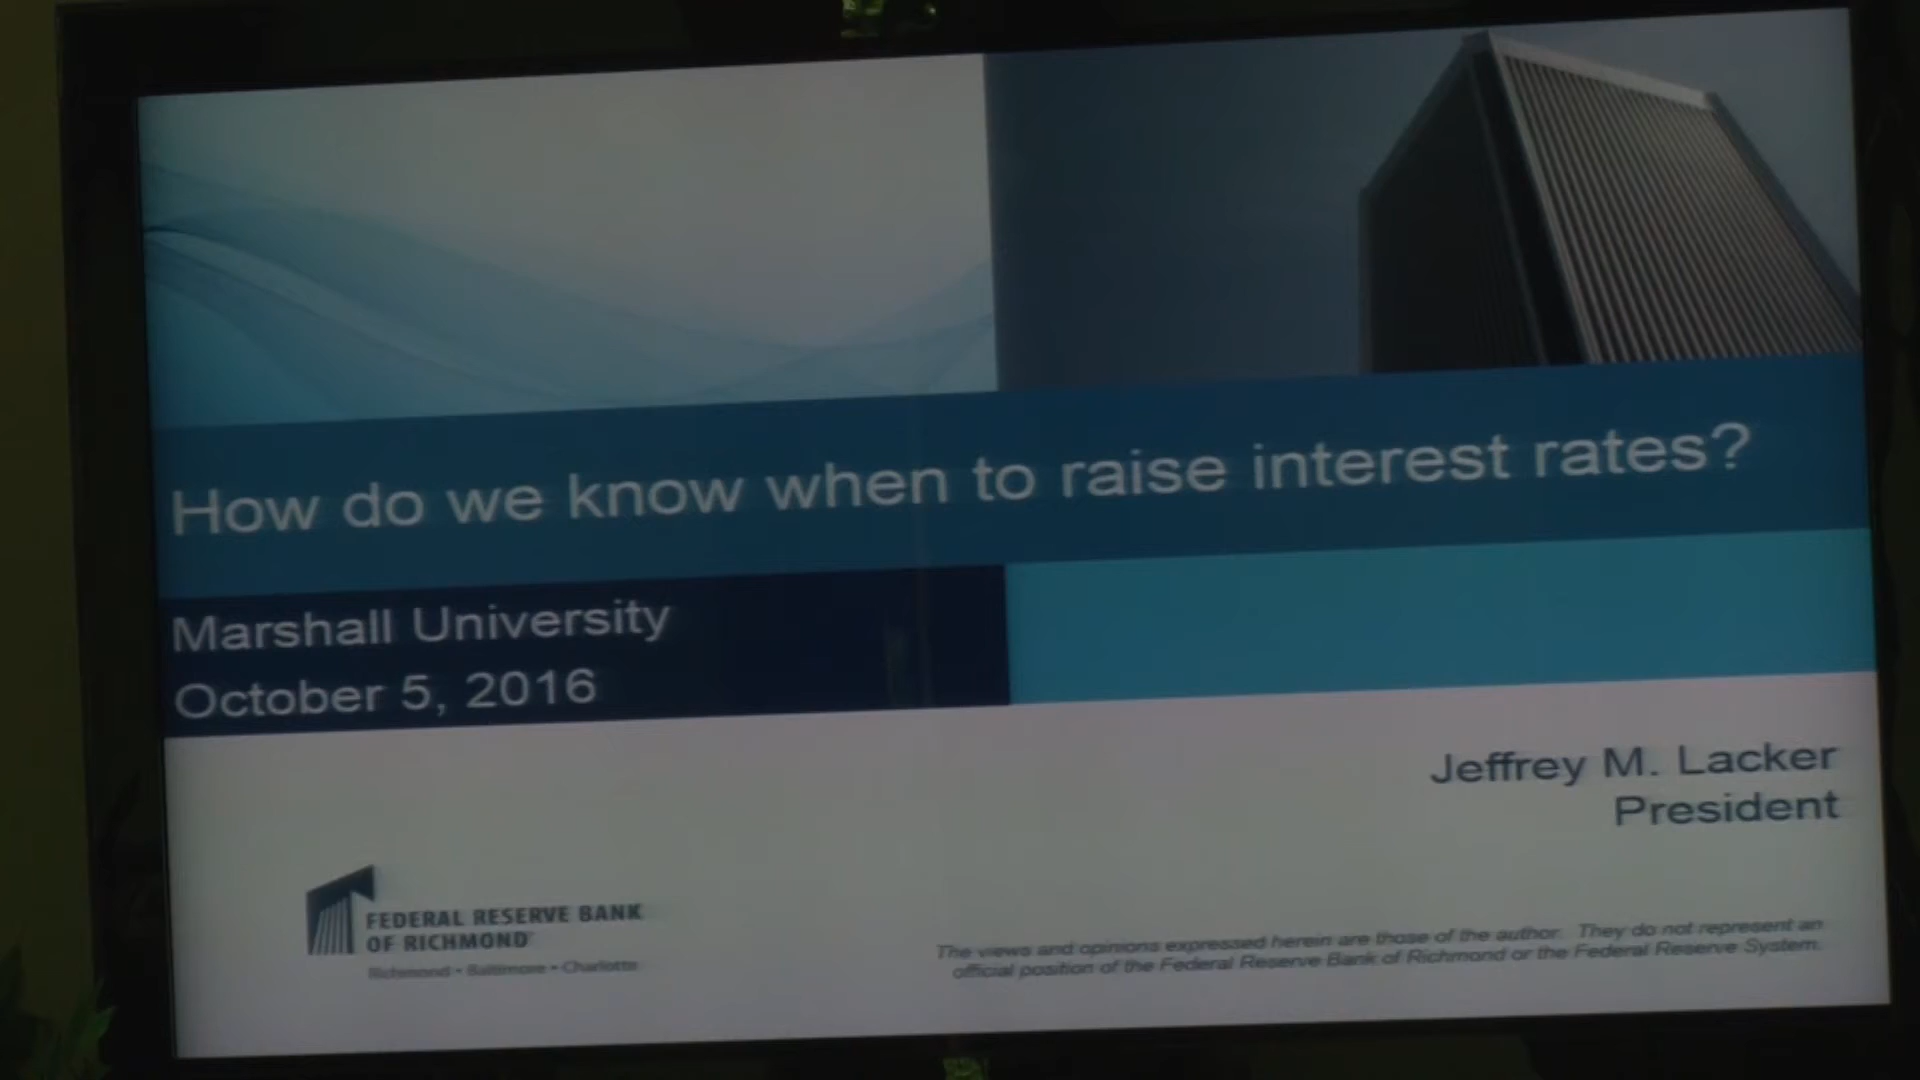 How do we know when to raise interest rates?
Marshall University
October 5, 2016
Jeffrey M. Lacker
President
FEDERAL RESERVE BANK
OF RICHMOND
Richmond • Baltimore • Charlotte
The views and opinions expressed herein are those of the author. They do not represent an
official position of the Federal Reserve Bank of Richmond or the Federal Reserve System.